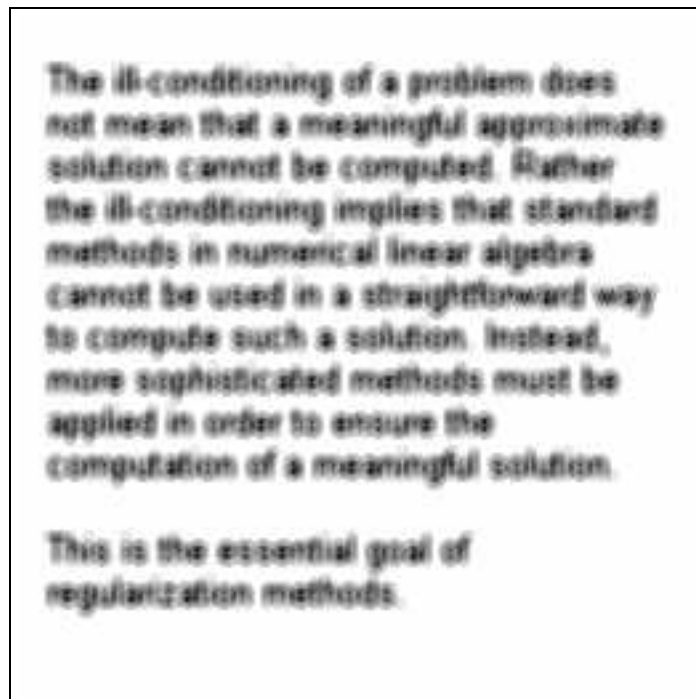 The ill-conditioning of a problem does
not mean that a meaningful approximate
solution cannot be computed. Rather
the ill-conditioning implies that standard
methods in numerical linear algebra
cannot be used in a straightforward way
to compute such a solution. Instead,
more sophisticated methods must be
applied in order to ensure the
computation of a meaningful solution.
This is the essential goal of
regularization methods.